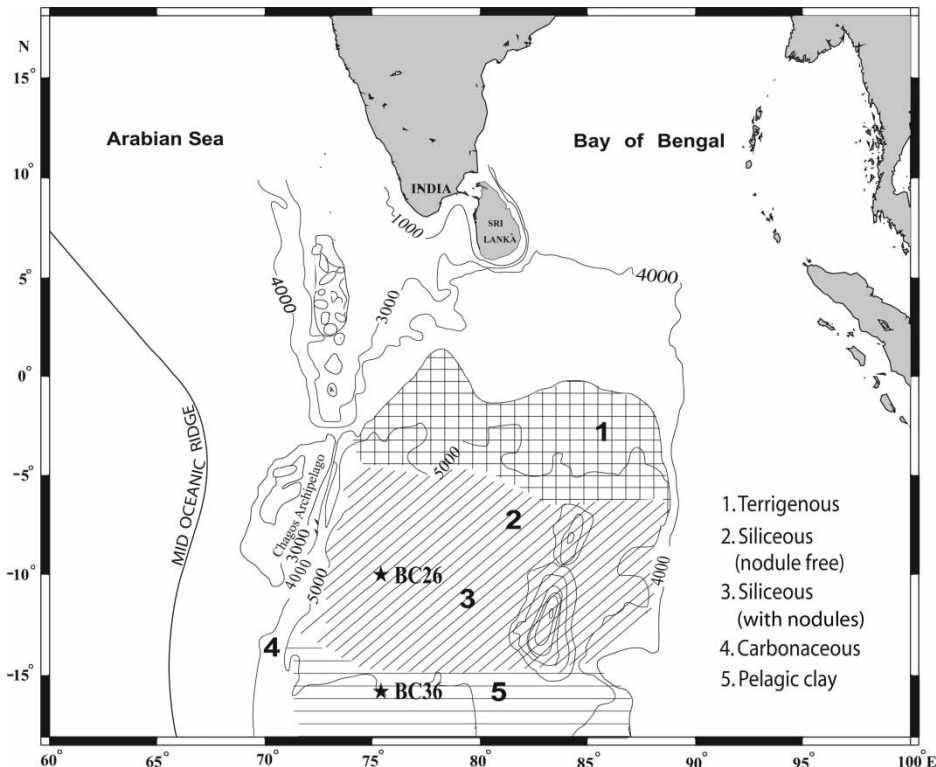 N
15°
10°
5°
0°
−5°
−10°
−15°
60°
65°
70°
75°
80°
85°
90°
95°
100°E
Arabian Sea
Bay of Bengal
INDIA
SRI
LANKA
1000
4000
3000
4000
MID OCEANIC RIDGE
Chagos Archipelago
3000
4000
5000
5000
4000
1
2
3
4
5
★BC26
★BC36
1.Terrigenous
2.Siliceous
(nodule free)
3.Siliceous
(with nodules)
4.Carbonaceous
5.Pelagic clay